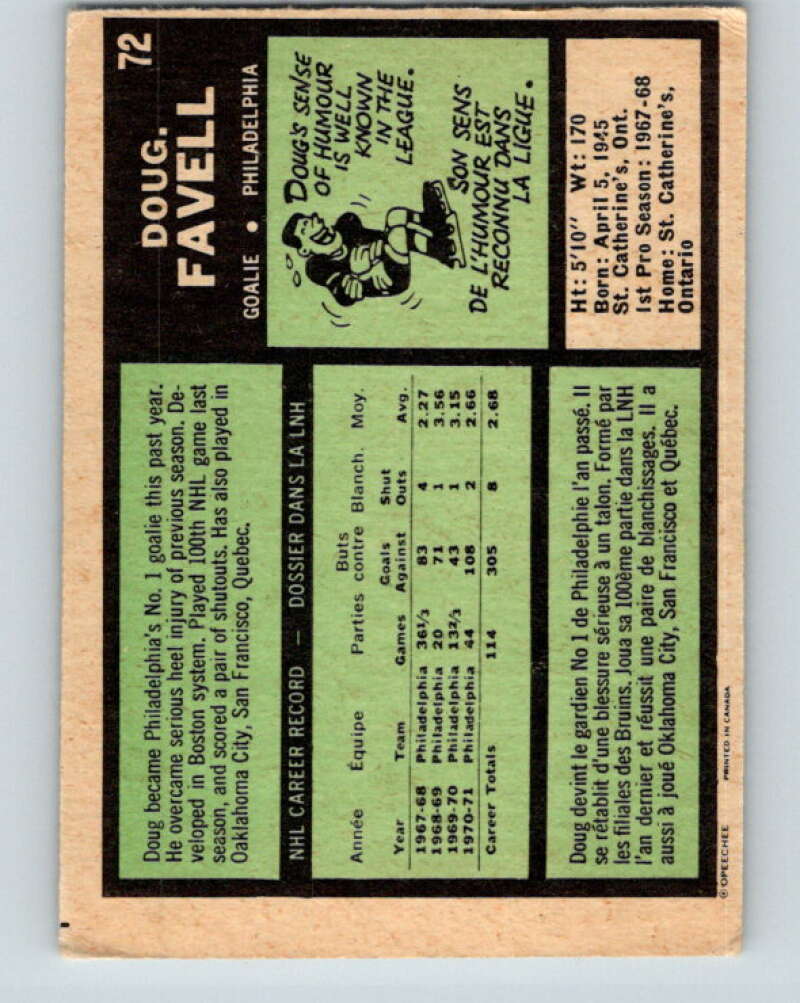 72
DOUG.
FAVELL
GOALIE • PHILADELPHIA
Doug became Philadelphia's No. 1 goalie this past year.
He overcame serious heel injury of previous season. De-
veloped in Boston system. Played 100th NHL game last
season, and scored a pair of shutouts. Has also played in
Oaklahoma City, San Francisco, Quebec.
DOUG'S SENSE
OF HUMOUR
IS WELL
KNOWN
IN THE
LEAGUE.
SON SENS
DE L'HUMOUR EST
RECONNU DANS
LA LIGUE.
NHL CAREER RECORD — DOSSIER DANS LA LNH
Année Équipe Parties Buts contre Blanch. Moy.
Year Team Games Goals Against Shut Outs Avg.
1967-68 Philadelphia 36⅓ 83 4 2.27
1968-69 Philadelphia 20 71 1 3.56
1969-70 Philadelphia 13⅔ 43 1 3.15
1970-71 Philadelphia 44 108 2 2.66
Career Totals 114 305 8 2.68
Ht: 5'10" Wt: 170
Born: April 5, 1945
St. Catherine's, Ont.
1st Pro Season: 1967-68
Home: St. Catherine's,
Ontario
Doug devint le gardien No 1 de Philadelphie l'an passé. Il
se rétablit d'une blessure sérieuse à un talon. Formé par
les filiales des Bruins. Joua sa 100ème partie dans la LNH
l'an dernier et réussit une paire de blanchissages. Il a
aussi à joué Oklahoma City, San Francisco et Québec.
© OPEECHEE PRINTED IN CANADA